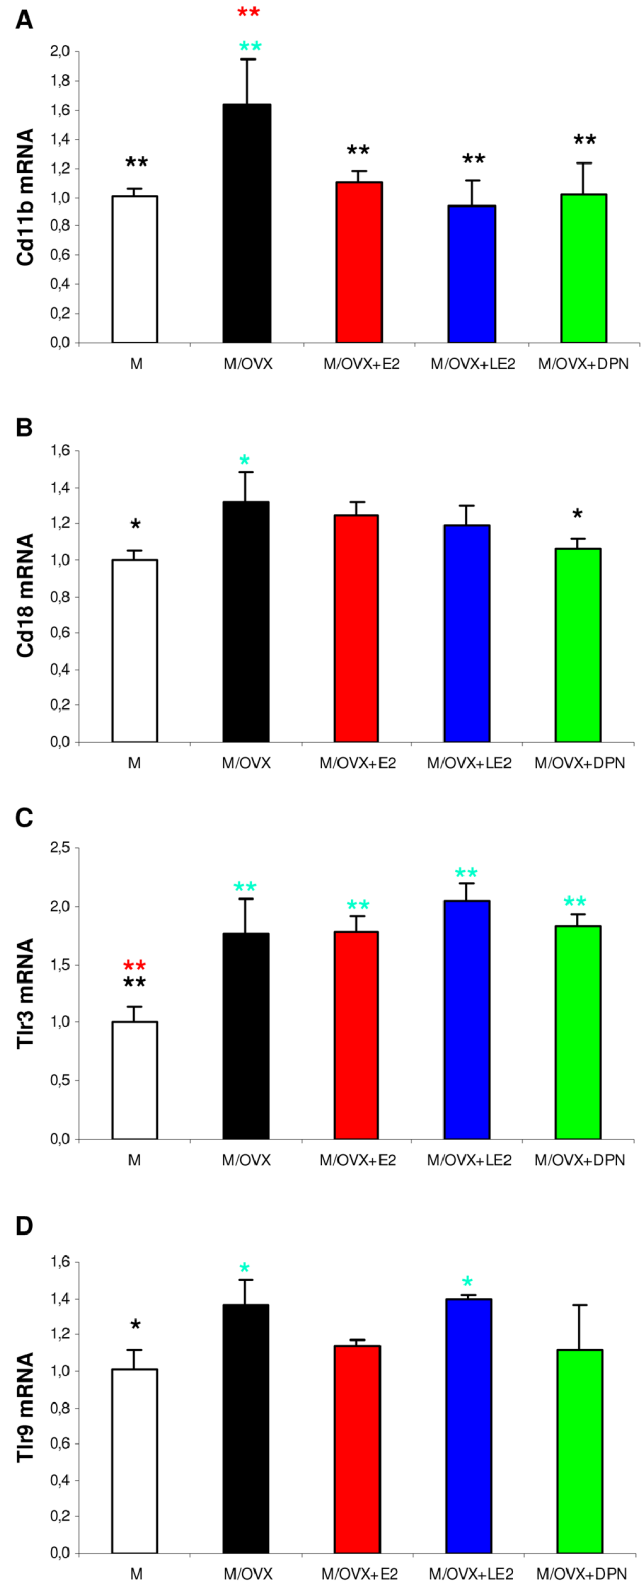 A
**
**
2,0
1,8
1,6
1,4
1,2
1,0
0,8
0,6
0,4
0,2
0,0
Cd11b mRNA
** ** ** **
M M/OVX M/OVX+E2 M/OVX+LE2 M/OVX+DPN
B
1,6
1,4
1,2
1,0
0,8
0,6
0,4
0,2
0,0
Cd18 mRNA
* * *
M M/OVX M/OVX+E2 M/OVX+LE2 M/OVX+DPN
C
2,5
2,0
1,5
1,0
0,5
0,0
Tlr3 mRNA
** ** ** **
**
**
M M/OVX M/OVX+E2 M/OVX+LE2 M/OVX+DPN
D
1,6
1,4
1,2
1,0
0,8
0,6
0,4
0,2
0,0
Tlr9 mRNA
* * *
M M/OVX M/OVX+E2 M/OVX+LE2 M/OVX+DPN